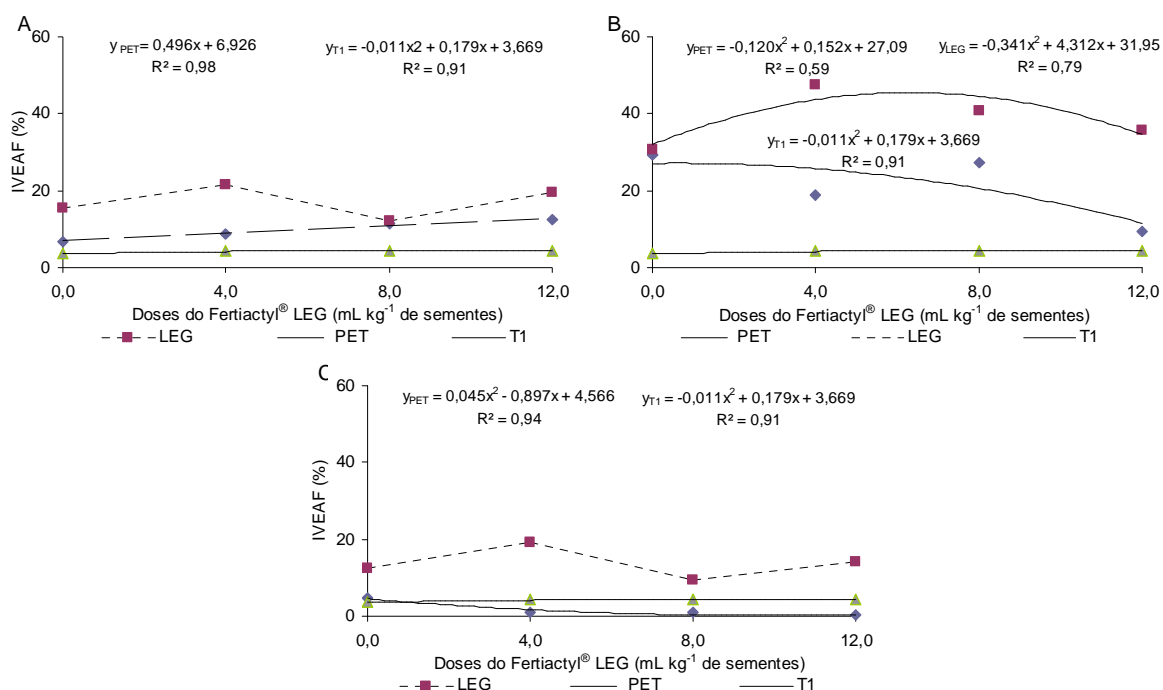 A
60
40
20
0
IVEAF (%)
y PET = 0,496x + 6,926
R² = 0,98
y T1 = -0,011x2 + 0,179x + 3,669
R² = 0,91
0,0 4,0 8,0 12,0
Doses do Fertiactyl® LEG (mL kg-1 de sementes)
LEG PET T1
B
60
40
20
0
yPET = -0,120x² + 0,152x + 27,09
R² = 0,59
yLEG = -0,341x² + 4,312x + 31,95
R² = 0,79
yT1 = -0,011x² + 0,179x + 3,669
R² = 0,91
0,0 4,0 8,0 12,0
Doses do Fertiactyl® LEG (mL kg-1 de sementes)
PET LEG T1
C
60
40
20
0
IVEAF (%)
yPET = 0,045x² - 0,897x + 4,566
R² = 0,94
yT1 = -0,011x² + 0,179x + 3,669
R² = 0,91
0,0 4,0 8,0 12,0
Doses do Fertiactyl® LEG (mL kg-1 de sementes)
LEG PET T1